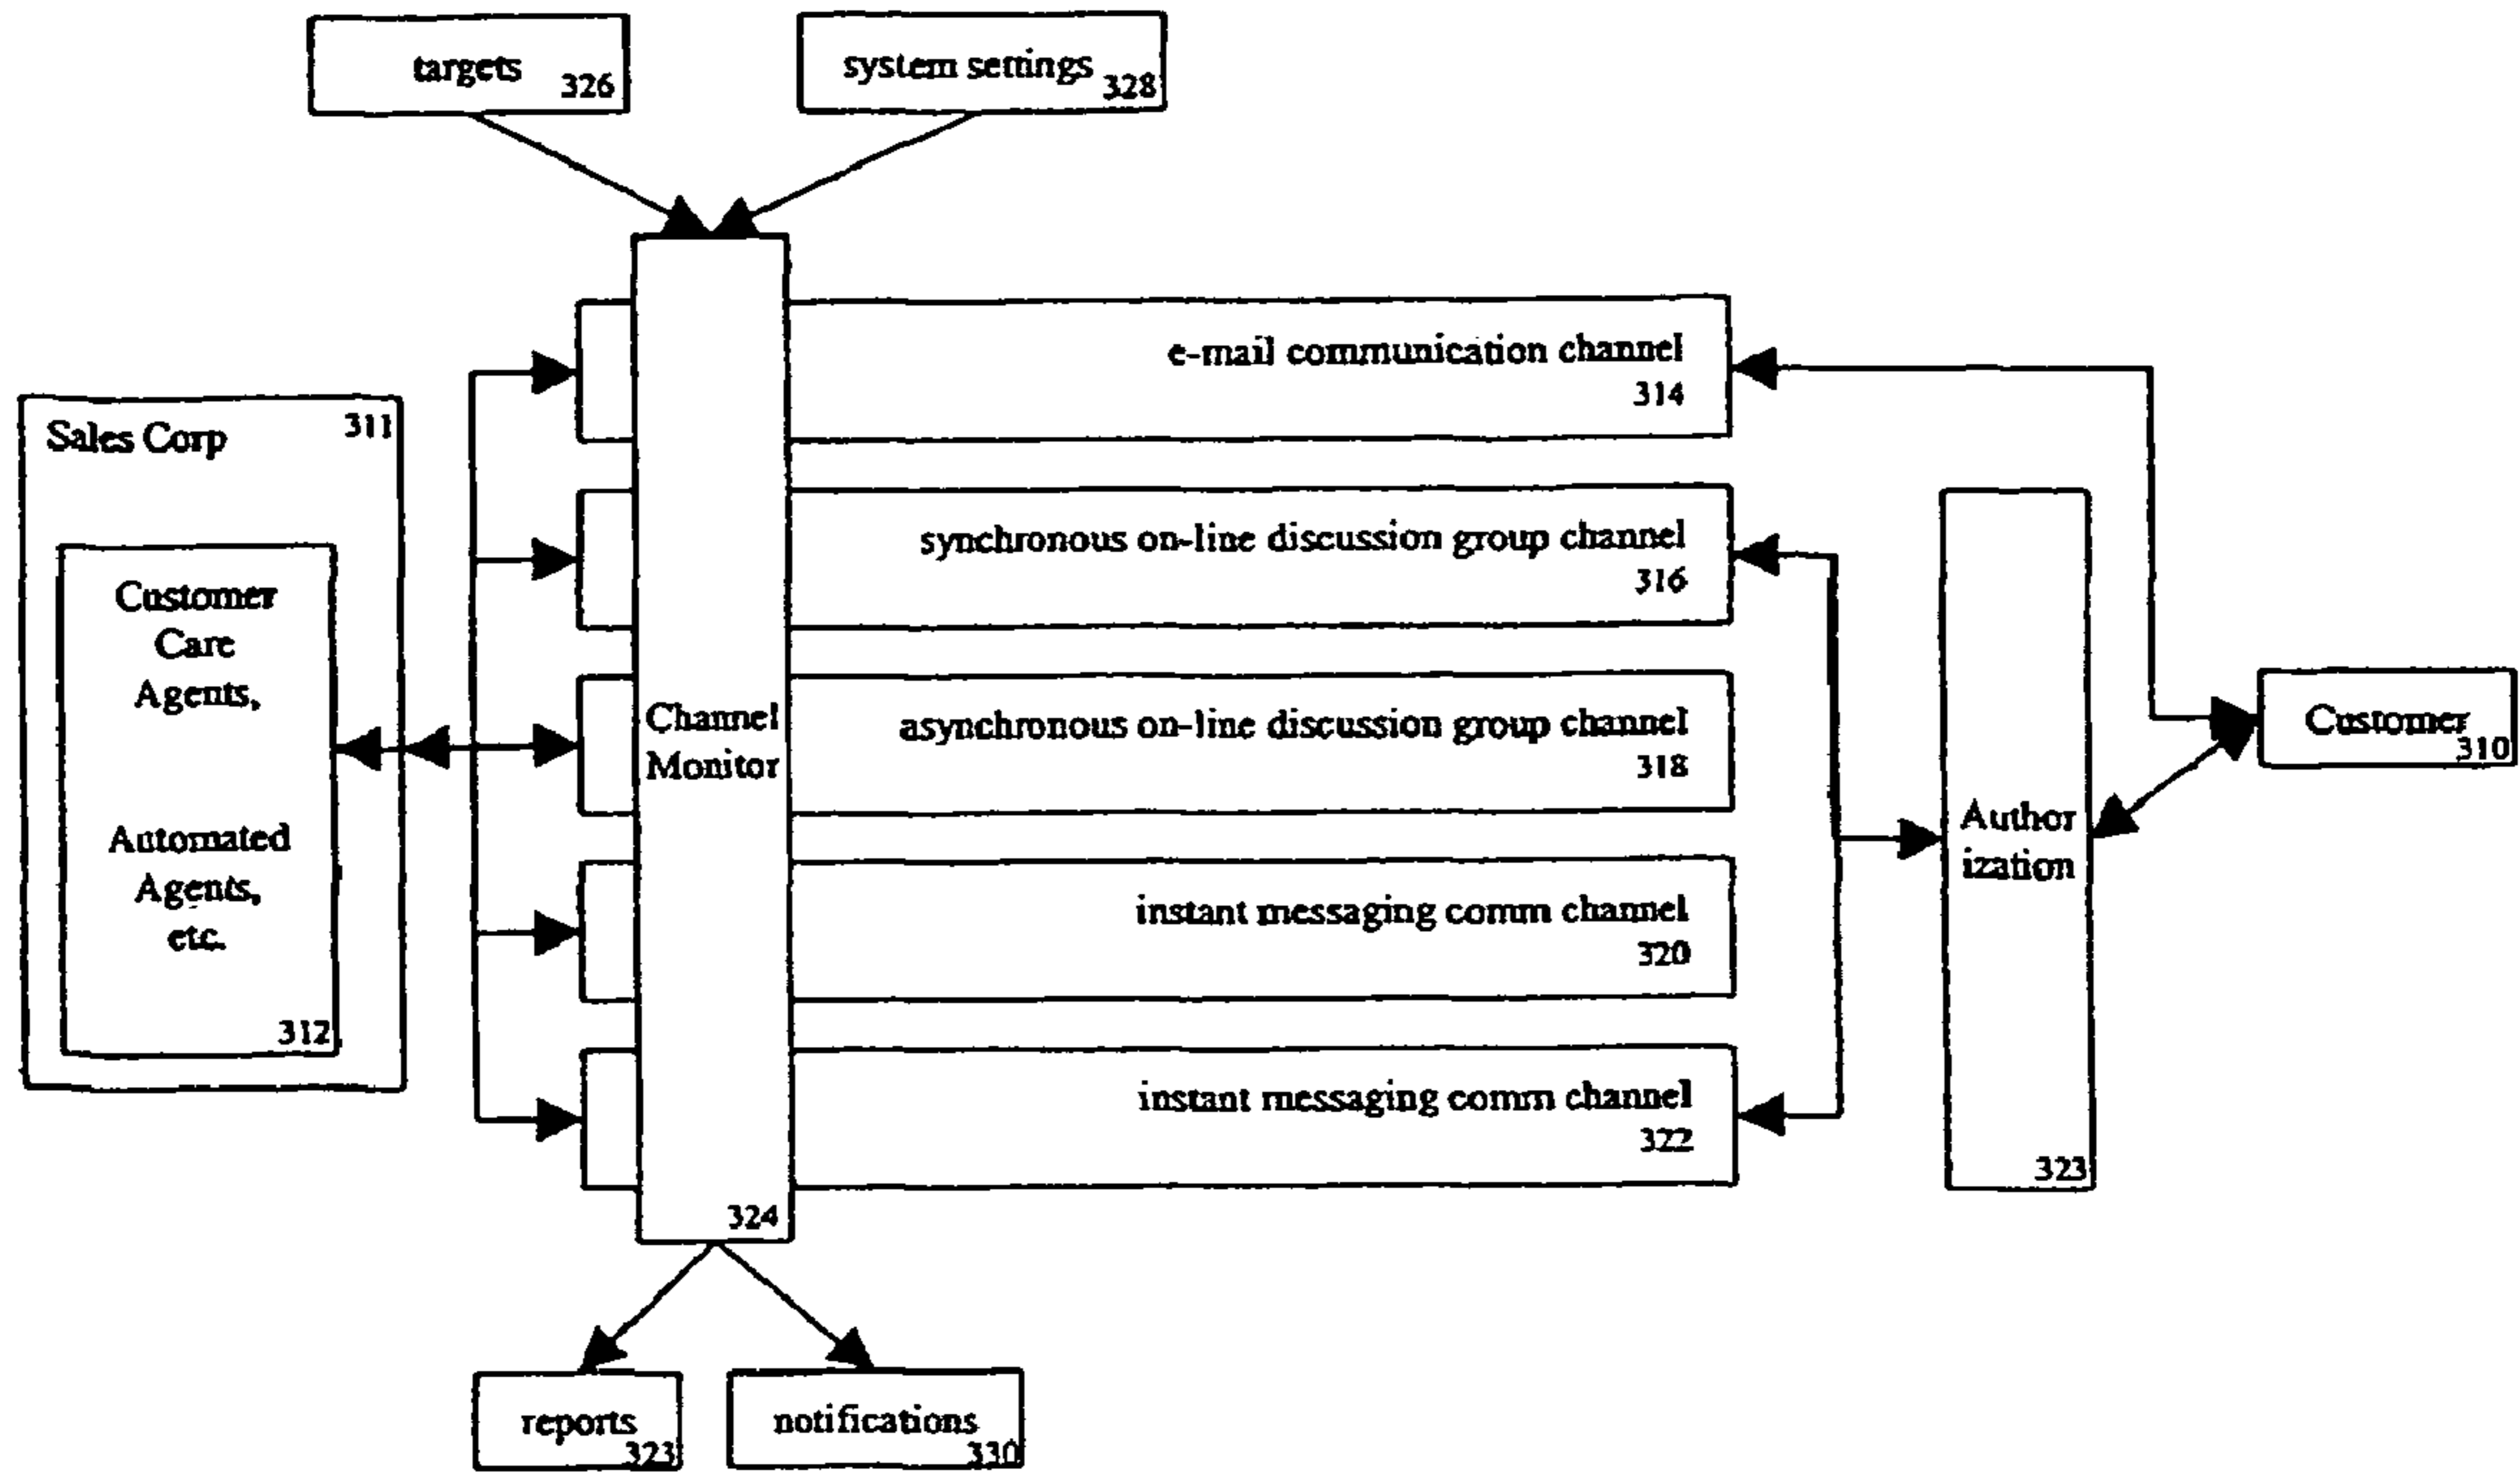 targets
326
system settings
328
e-mail communication channel
314
Sales Corp
311
synchronous on-line discussion group channel
316
Customer
Care
Agents,
Automated
Agents,
etc.
312
Channel
Monitor
324
asynchronous on-line discussion group channel
318
instant messaging comm channel
320
instant messaging comm channel
322
Author
ization
323
Customer
310
reports
323
notifications
330